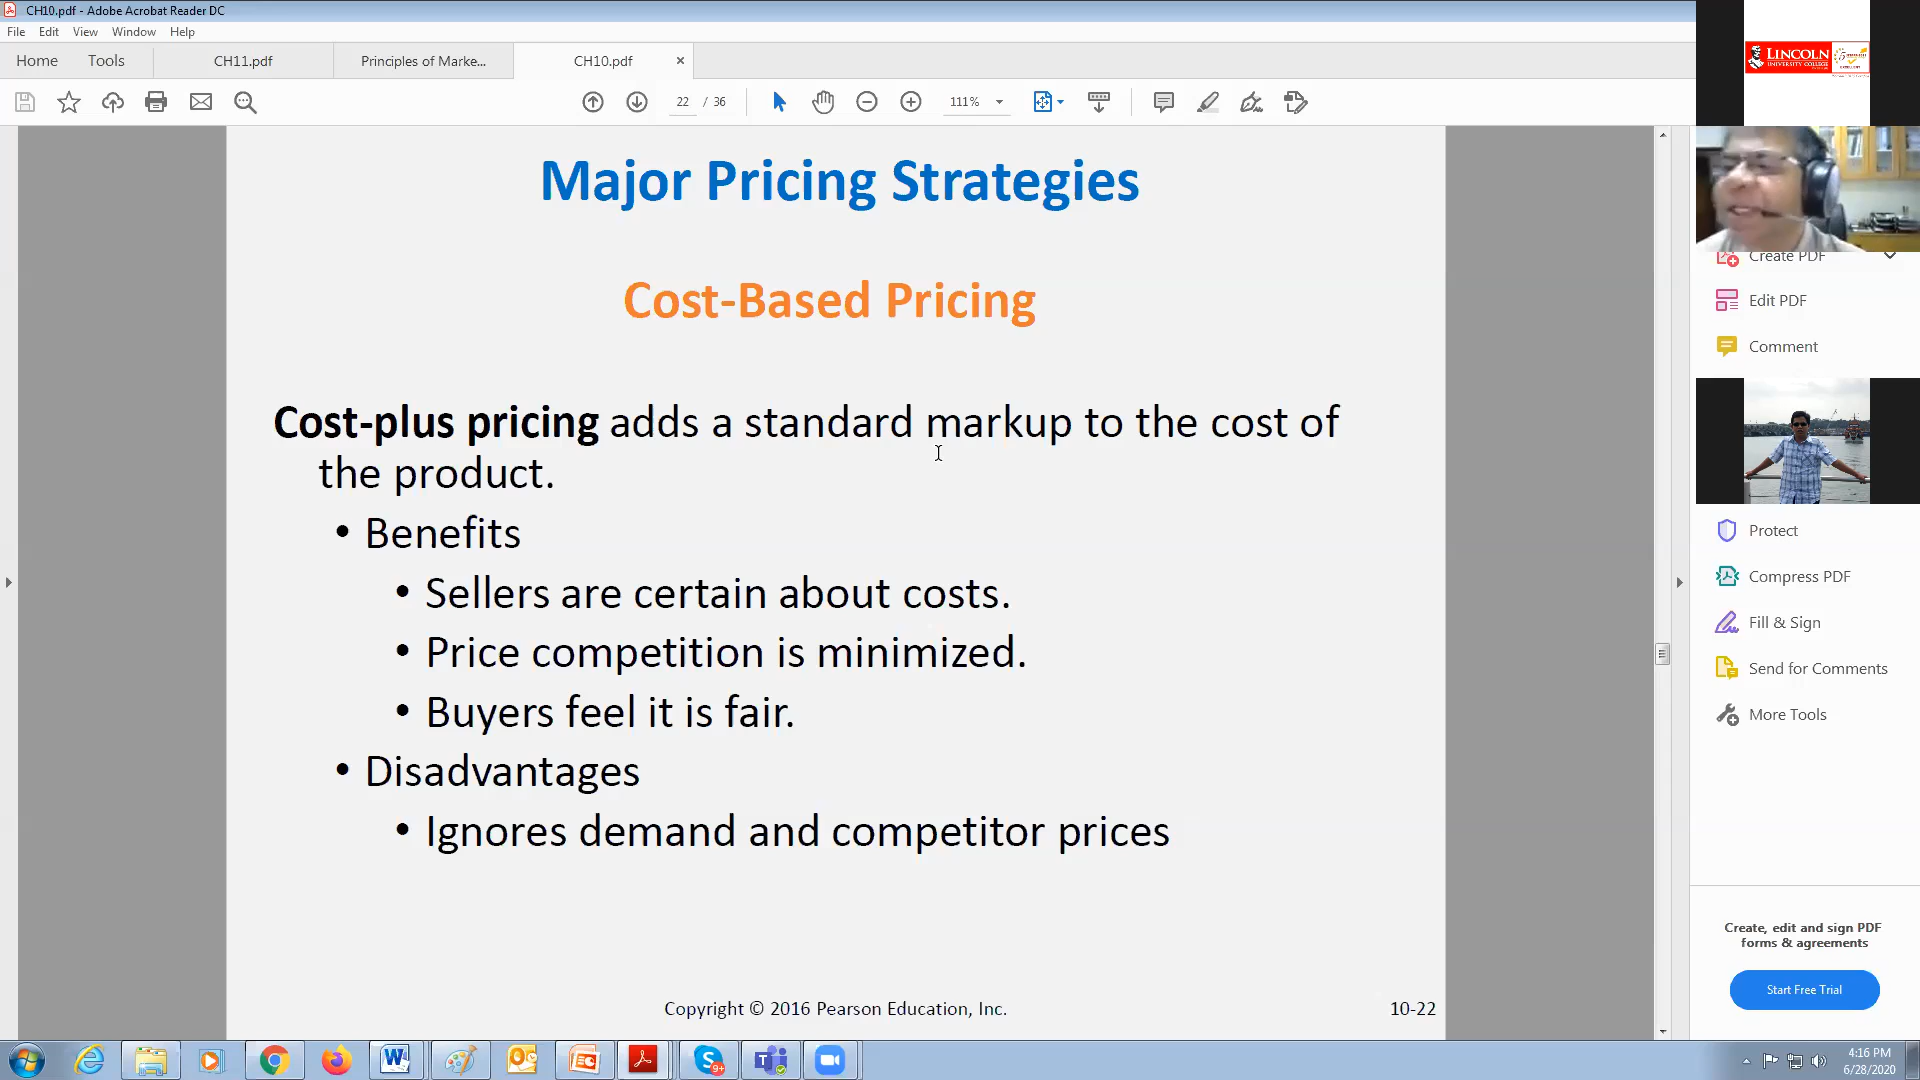 CH10.pdf - Adobe Acrobat Reader DC
File Edit View Window Help
Home Tools CH11.pdf Principles of Marke... CH10.pdf ×
22 / 36 111%
Major Pricing Strategies
Cost-Based Pricing
Cost-plus pricing adds a standard markup to the cost of
the product.
• Benefits
• Sellers are certain about costs.
• Price competition is minimized.
• Buyers feel it is fair.
• Disadvantages
• Ignores demand and competitor prices
Copyright © 2016 Pearson Education, Inc.
10-22
LINCOLN
UNIVERSITY COLLEGE
Create PDF
Edit PDF
Comment
Protect
Compress PDF
Fill & Sign
Send for Comments
More Tools
Create, edit and sign PDF
forms & agreements
Start Free Trial
9+
4:16 PM
6/28/2020